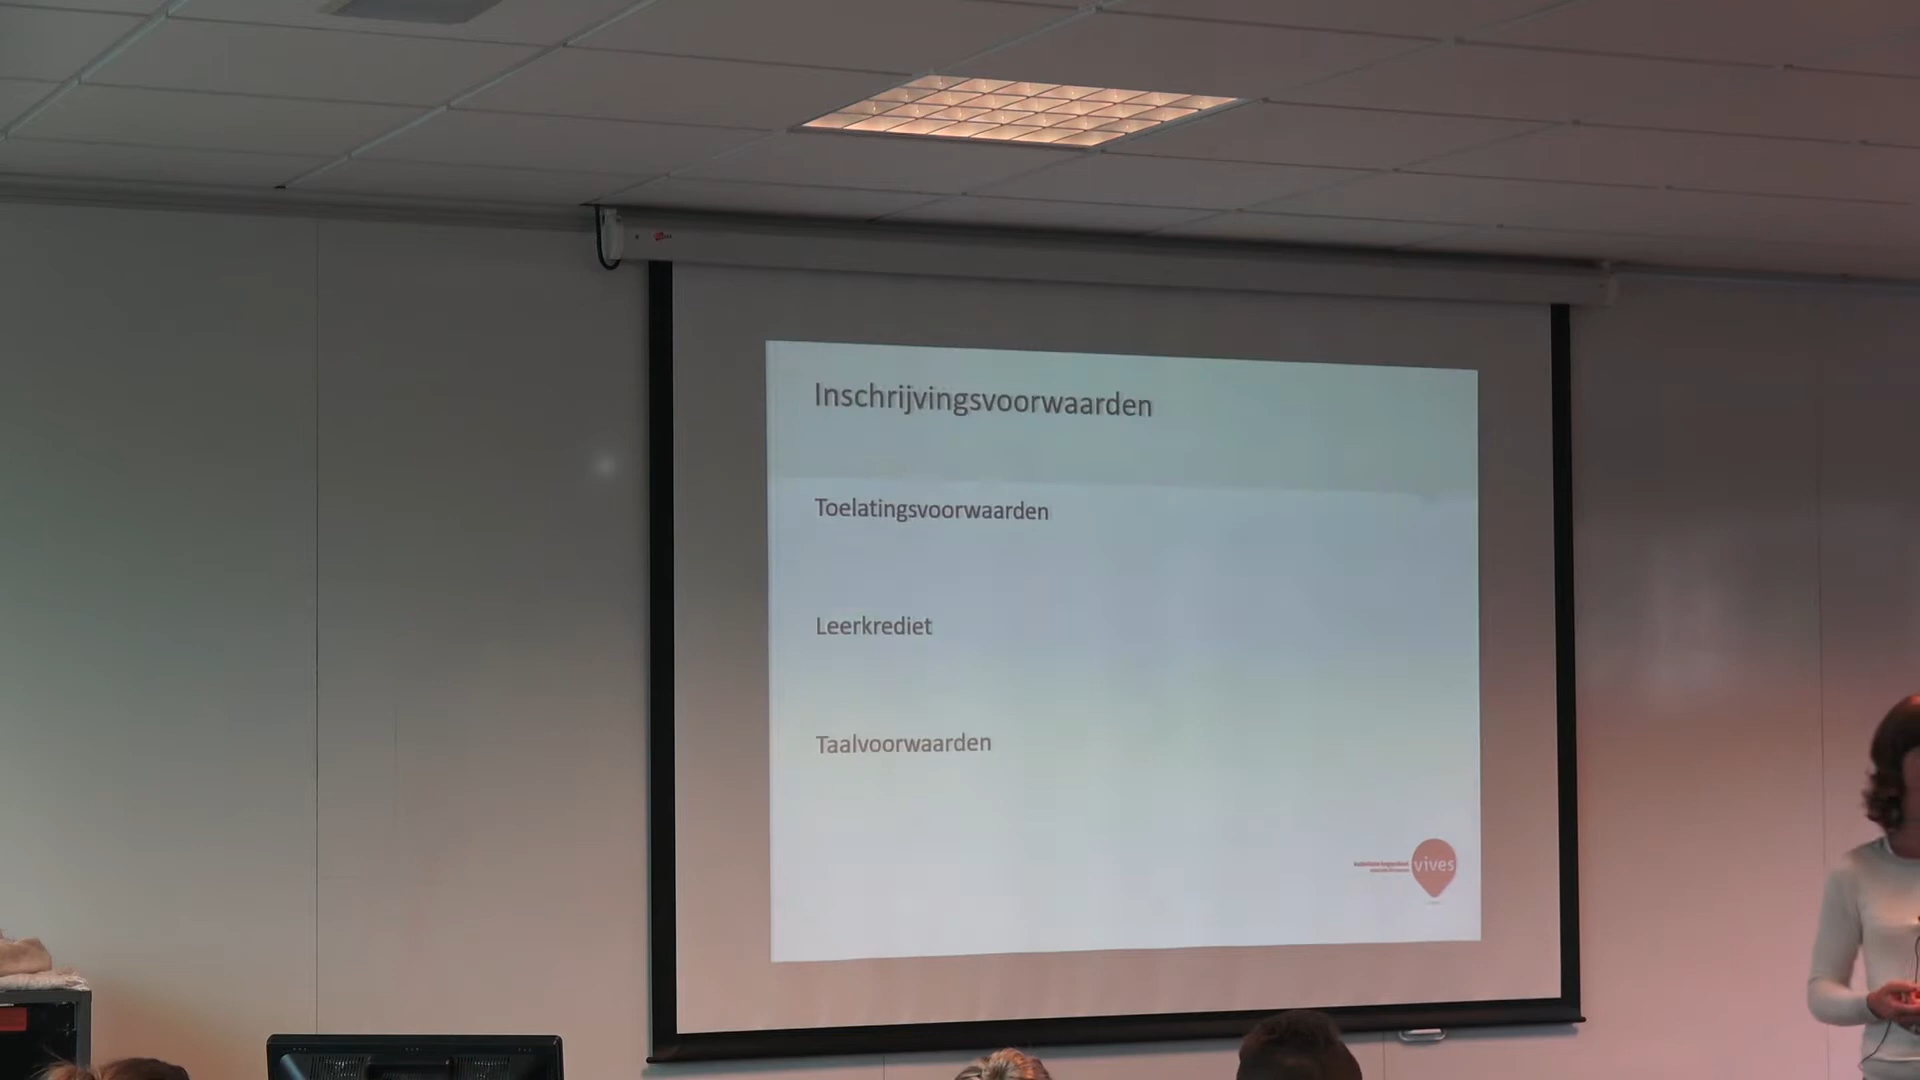 Inschrijvingsvoorwaarden
Toelatingsvoorwaarden
Leerkrediet
Taalvoorwaarden
vives